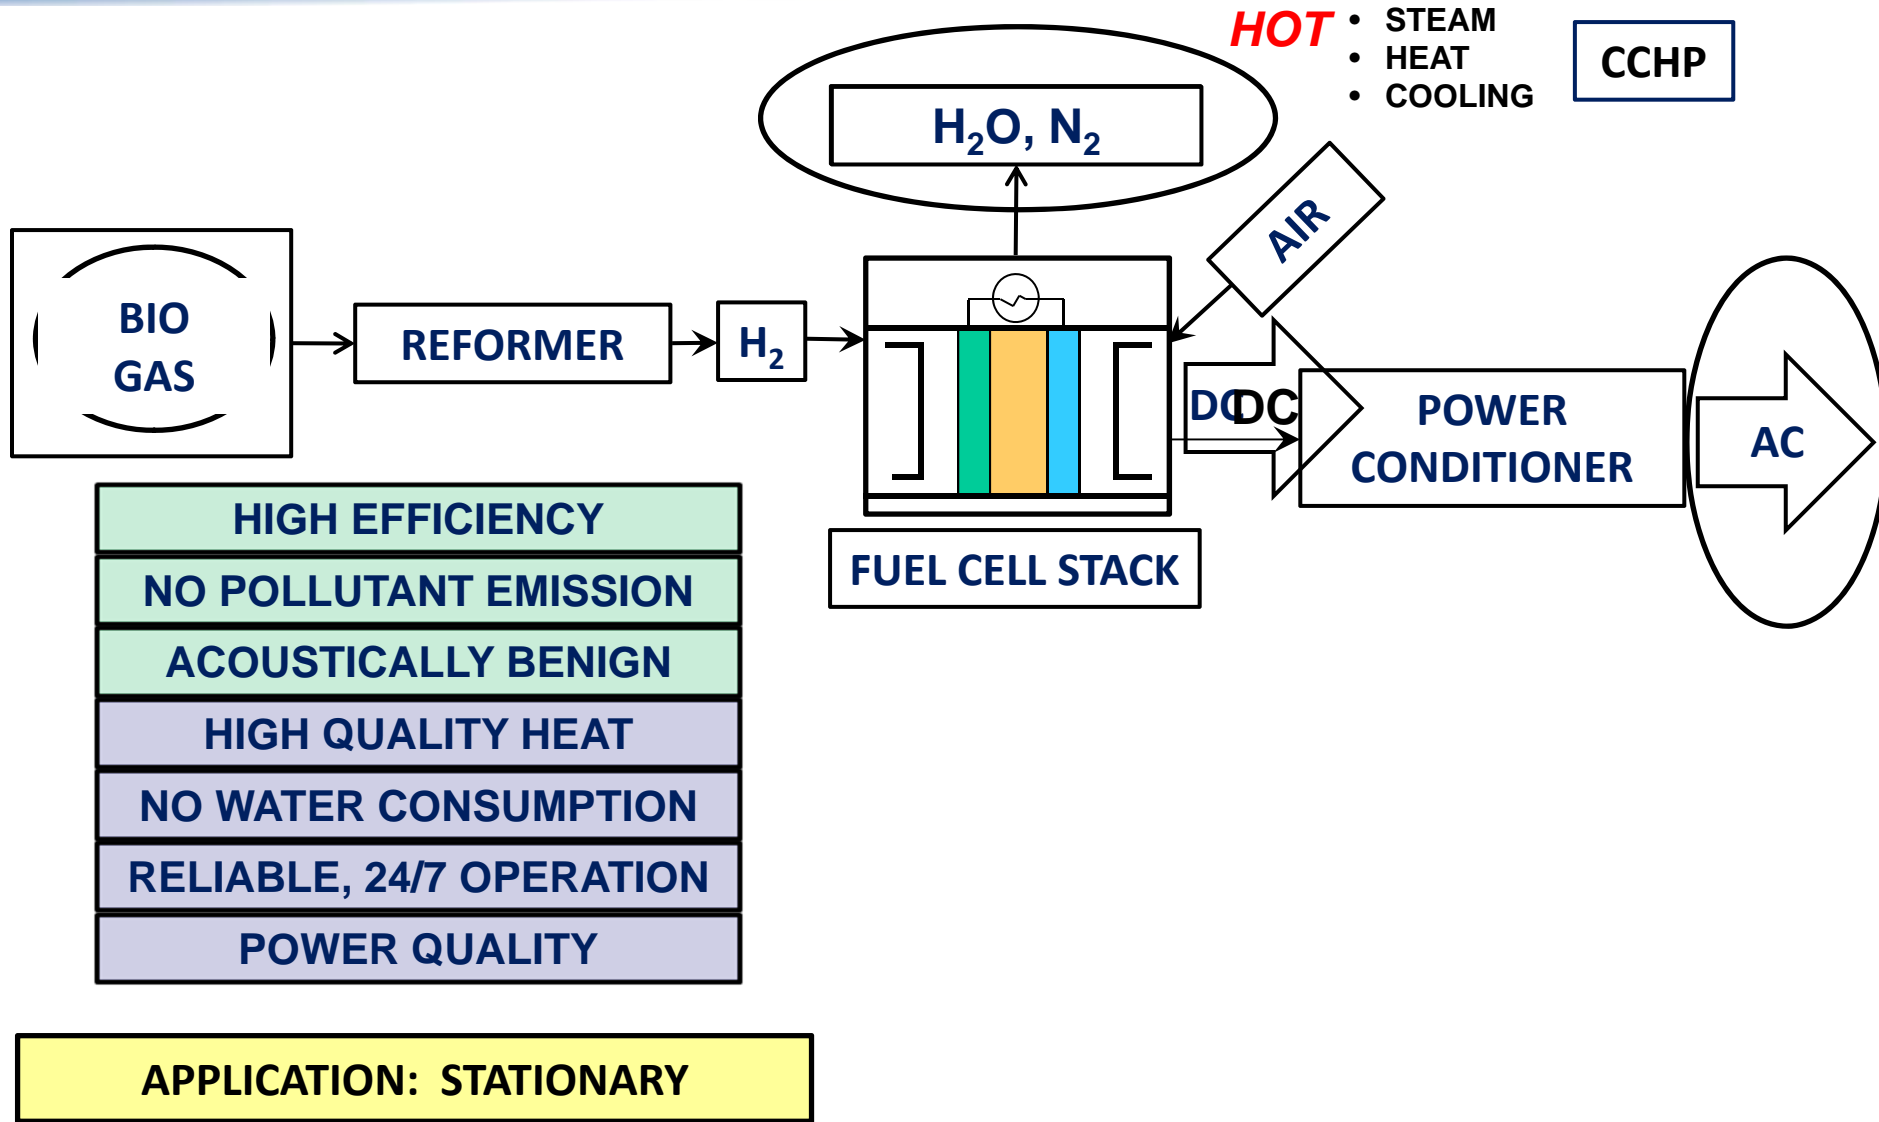 HOT
• STEAM
• HEAT
• COOLING
CCHP
H₂O, N₂
AIR
BIO
GAS
REFORMER
H₂
DC
DC
POWER
CONDITIONER
AC
FUEL CELL STACK
HIGH EFFICIENCY
NO POLLUTANT EMISSION
ACOUSTICALLY BENIGN
HIGH QUALITY HEAT
NO WATER CONSUMPTION
RELIABLE, 24/7 OPERATION
POWER QUALITY
APPLICATION: STATIONARY